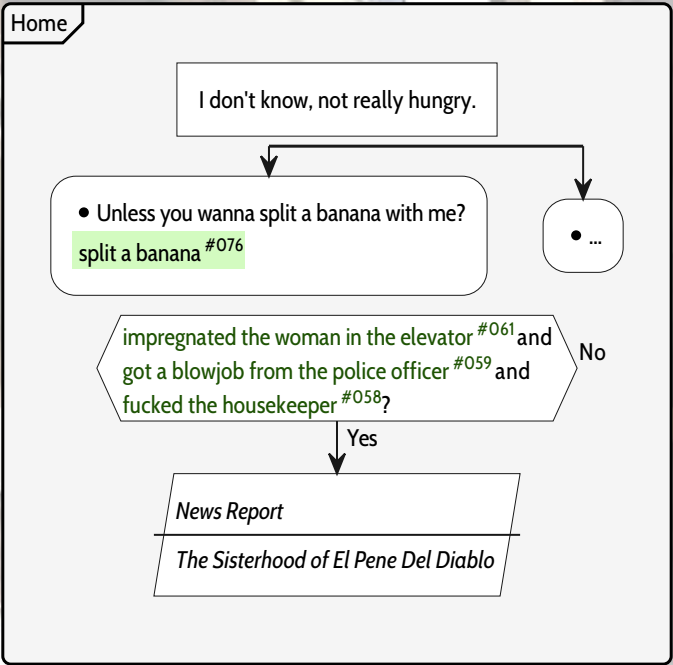 Home
I don't know, not really hungry.
• Unless you wanna split a banana with me?
split a banana #076
• ...
impregnated the woman in the elevator #061 and
got a blowjob from the police officer #059 and
fucked the housekeeper #058?
No
Yes
News Report
The Sisterhood of El Pene Del Diablo